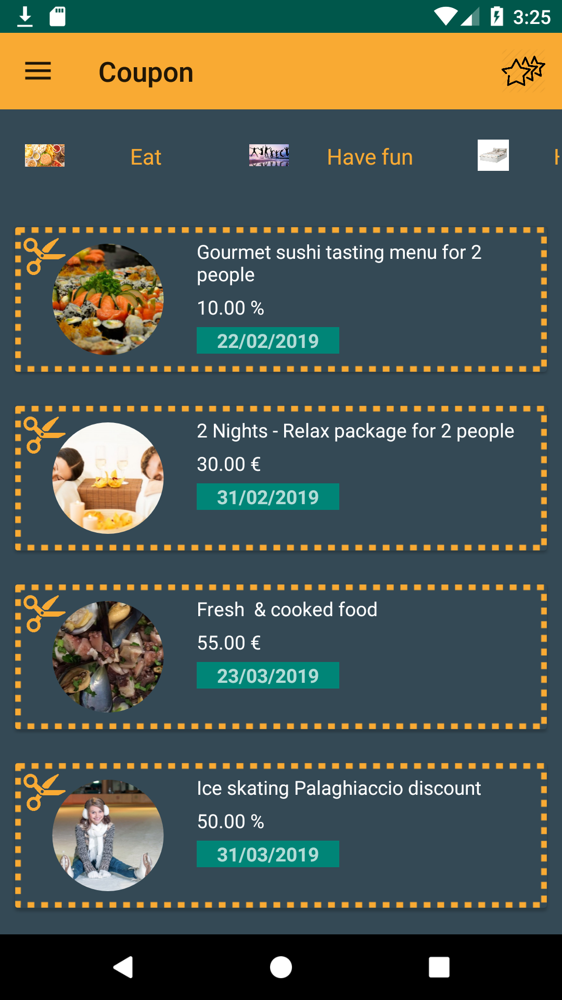 3:25
Coupon
Eat
Have fun
Gourmet sushi tasting menu for 2
people
10.00 %
22/02/2019
2 Nights - Relax package for 2 people
30.00 €
31/02/2019
Fresh  & cooked food
55.00 €
23/03/2019
Ice skating Palaghiaccio discount
50.00 %
31/03/2019